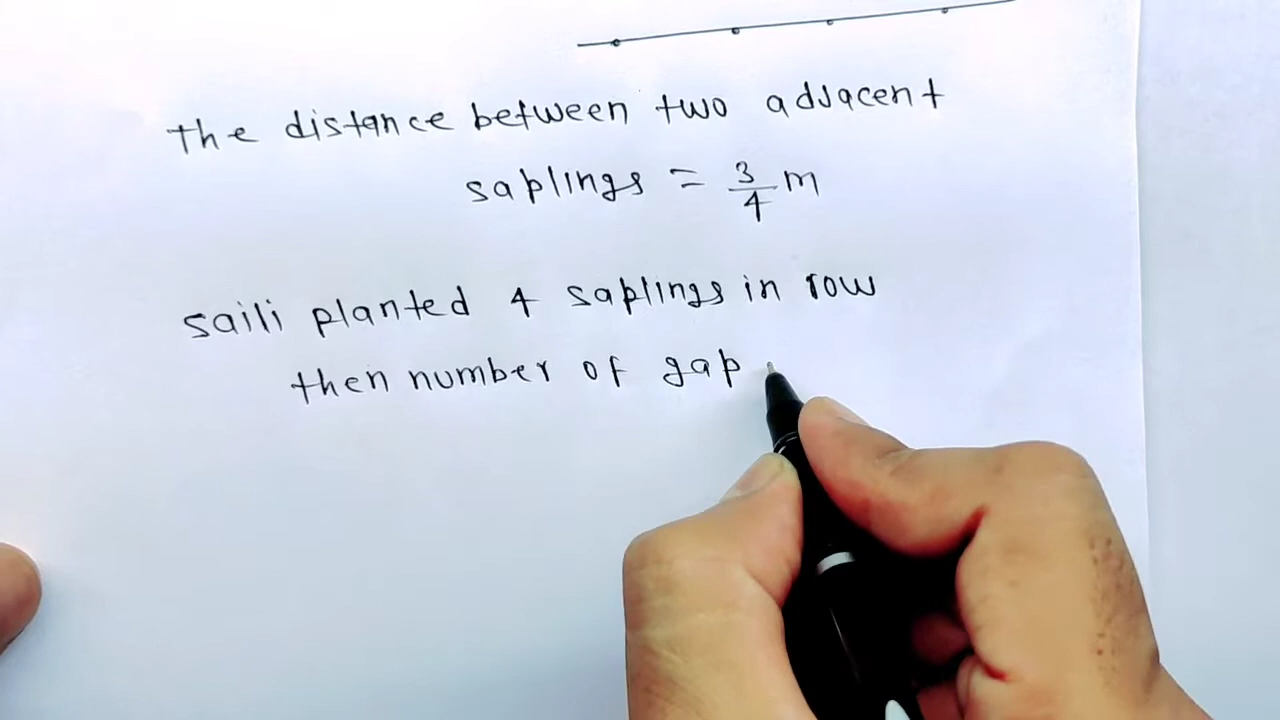 The distance between two adjacent
saplings = 3/4 m
saili planted 4 saplings in row
then number of gap